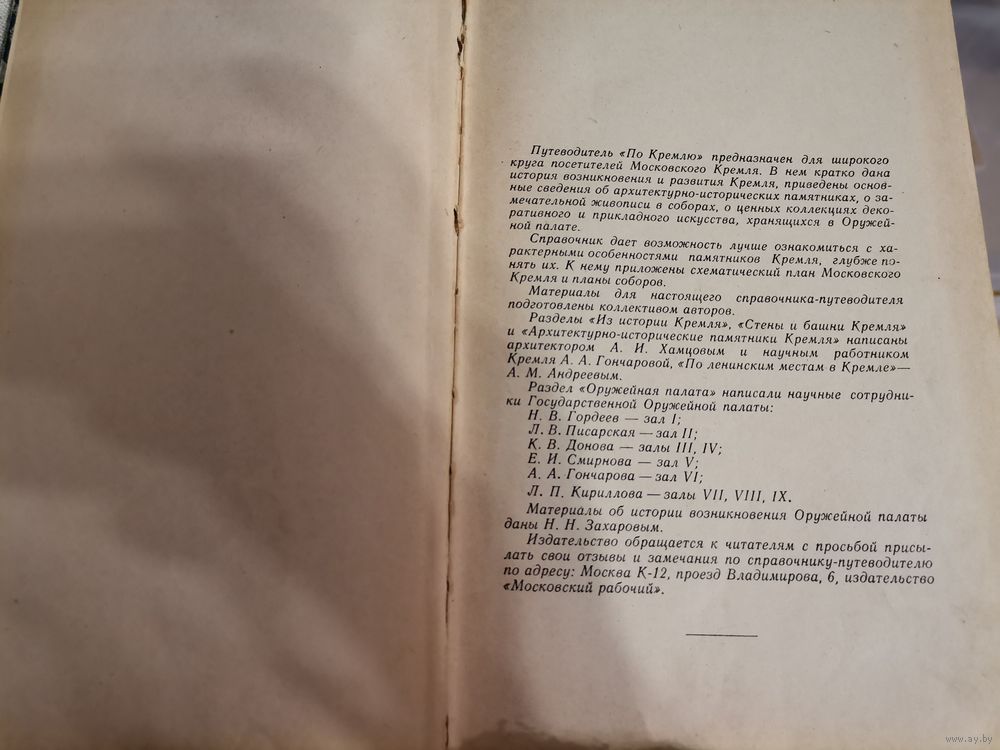 Путеводитель «По Кремлю» предназначен для широкого
круга посетителей Московского Кремля. В нем кратко дана
история возникновения и развития Кремля, приведены основ-
ные сведения об архитектурно-исторических памятниках, о за-
мечательной живописи в соборах, о ценных коллекциях деко-
ративного и прикладного искусства, хранящихся в Оружей-
ной палате.
Справочник дает возможность лучше ознакомиться с ха-
рактерными особенностями памятников Кремля, глубже по-
нять их. К нему приложены схематический план Московского
Кремля и планы соборов.
Материалы для настоящего справочника-путеводителя
подготовлены коллективом авторов.
Разделы «Из истории Кремля», «Стены и башни Кремля»
и «Архитектурно-исторические памятники Кремля» написаны
архитектором А. И. Хамцовым и научным работником
Кремля А. А. Гончаровой, «По ленинским местам в Кремле»—
А. М. Андреевым.
Раздел «Оружейная палата» написали научные сотрудни-
ки Государственной Оружейной палаты:
Н. В. Гордеев — зал I;
Л. В. Писарская — зал II;
К. В. Донова — залы III, IV;
Е. И. Смирнова — зал V;
А. А. Гончарова — зал VI;
Л. П. Кириллова — залы VII, VIII, IX.
Материалы об истории возникновения Оружейной палаты
даны Н. Н. Захаровым.
Издательство обращается к читателям с просьбой присы-
лать свои отзывы и замечания по справочнику-путеводителю
по адресу: Москва К-12, проезд Владимирова, 6, издательство
«Московский рабочий».
www.ay.by